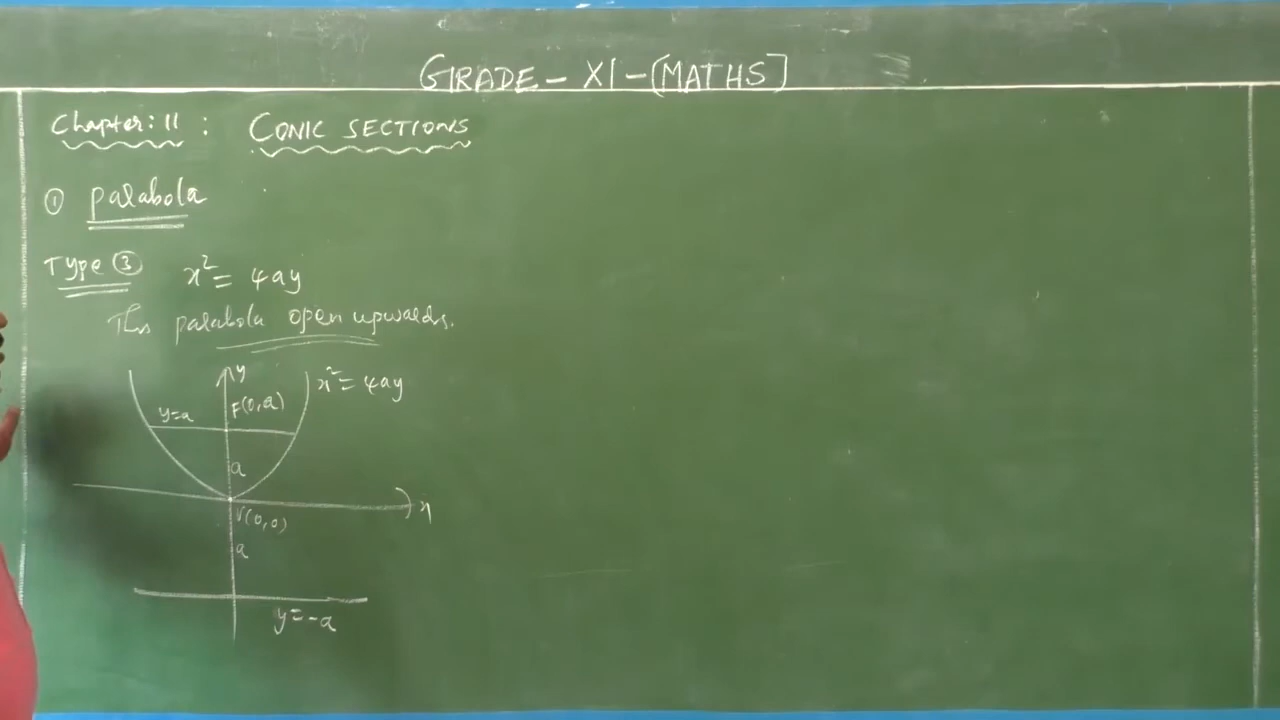 GRADE - XI - [MATHS]
Chapter: 11 : CONIC SECTIONS
① parabola
Type ③ x² = 4ay
This parabola open upwards.
y
x² = 4ay
y=a
F(0,a)
a
x
V(0,0)
a
y=-a